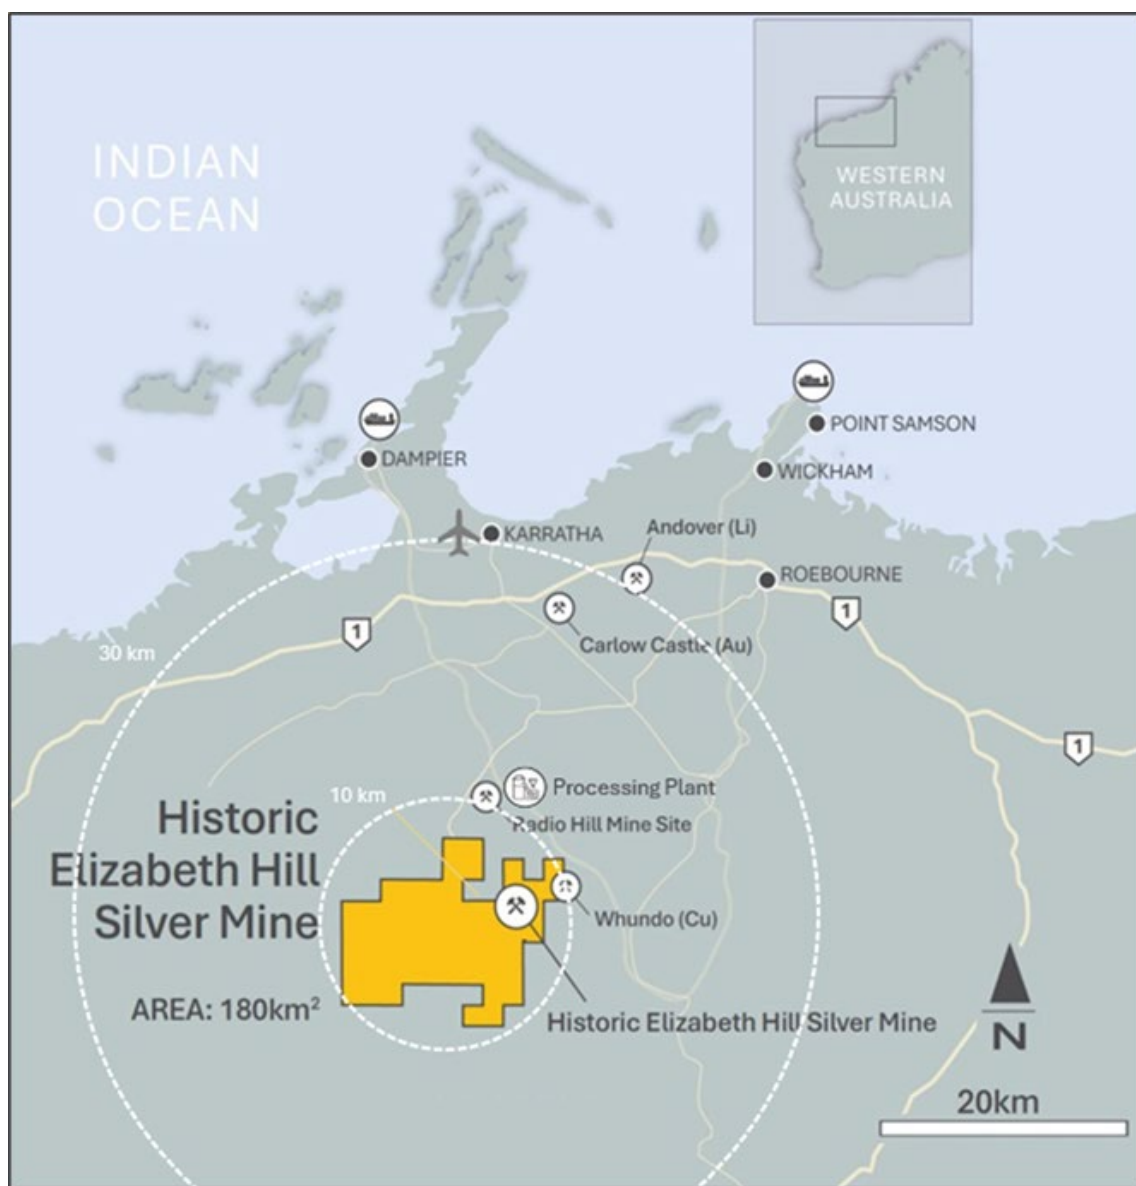 INDIAN
OCEAN
WESTERN
AUSTRALIA
POINT SAMSON
DAMPIER
WICKHAM
KARRATHA
Andover (Li)
ROEBOURNE
1
1
Carlow Castle (Au)
30 km
1
Processing Plant
10 km
Radio Hill Mine Site
Historic
Elizabeth Hill
Silver Mine
Whundo (Cu)
AREA: 180km²
Historic Elizabeth Hill Silver Mine
N
20km